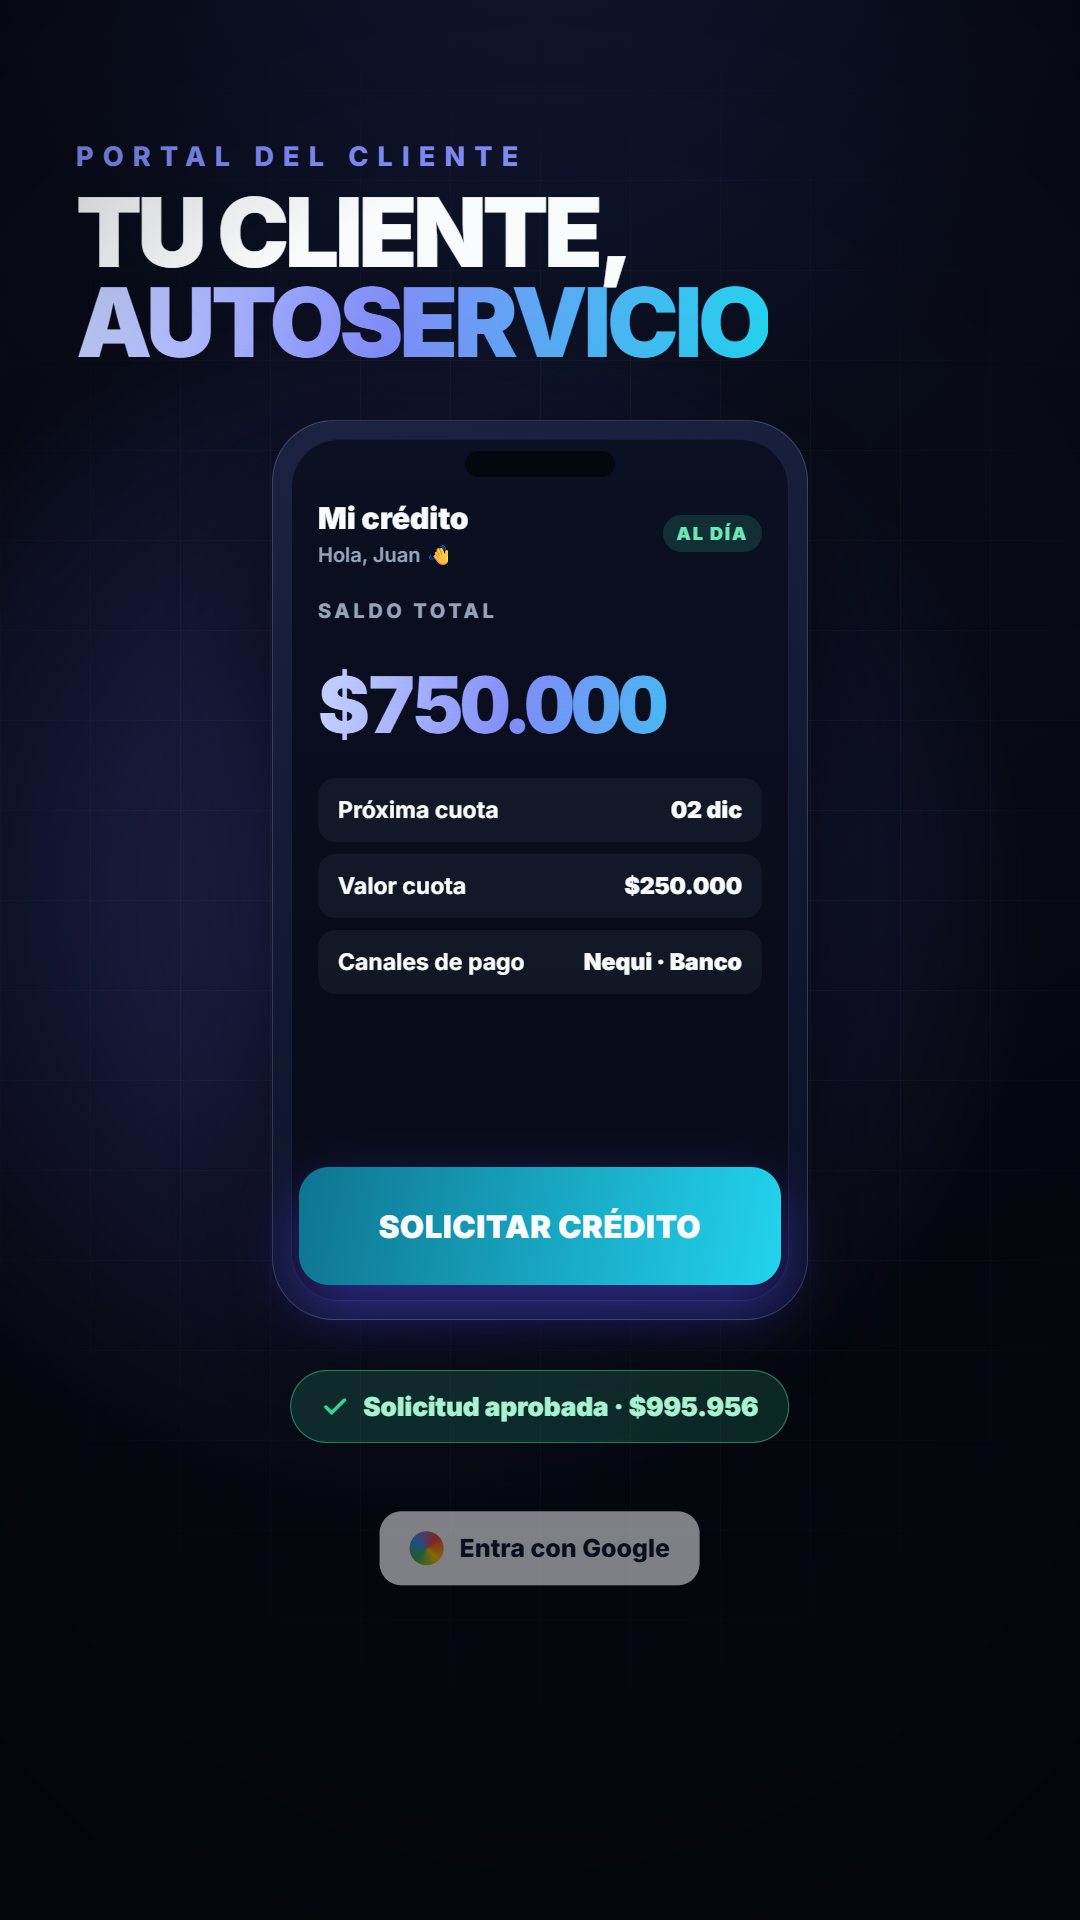 PORTAL DEL CLIENTE
TU CLIENTE,
AUTOSERVICIO
Mi crédito
Hola, Juan 👋
AL DÍA
SALDO TOTAL
$750.000
Próxima cuota 02 dic
Valor cuota $250.000
Canales de pago Nequi · Banco
SOLICITAR CRÉDITO
Solicitud aprobada · $995.956
Entra con Google